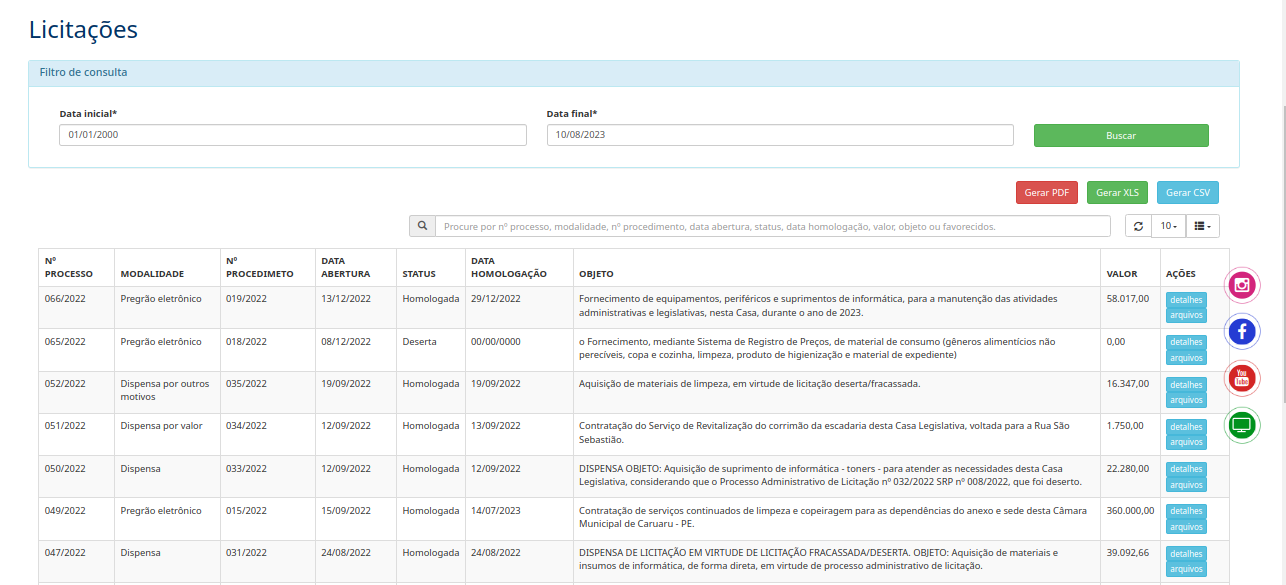 Licitações
Filtro de consulta
Data inicial*
Data final*
01/01/2000
10/08/2023
Buscar
Gerar PDF
Gerar XLS
Gerar CSV
Procure por nº processo, modalidade, nº procedimento, data abertura, status, data homologação, valor, objeto ou favorecidos.
10
Nº PROCESSO
MODALIDADE
Nº PROCEDIMETO
DATA ABERTURA
STATUS
DATA HOMOLOGAÇÃO
OBJETO
VALOR
AÇÕES
066/2022 Pregrão eletrônico 019/2022 13/12/2022 Homologada 29/12/2022 Fornecimento de equipamentos, periféricos e suprimentos de informática, para a manutenção das atividades 58.017,00 detalhes
administrativas e legislativas, nesta Casa, durante o ano de 2023. arquivos
065/2022 Pregrão eletrônico 018/2022 08/12/2022 Deserta 00/00/0000 o Fornecimento, mediante Sistema de Registro de Preços, de material de consumo (gêneros alimentícios não 0,00 detalhes
perecíveis, copa e cozinha, limpeza, produto de higienização e material de expediente) arquivos
052/2022 Dispensa por outros 035/2022 19/09/2022 Homologada 19/09/2022 Aquisição de materiais de limpeza, em virtude de licitação deserta/fracassada. 16.347,00 detalhes
motivos arquivos
051/2022 Dispensa por valor 034/2022 12/09/2022 Homologada 13/09/2022 Contratação do Serviço de Revitalização do corrimão da escadaria desta Casa Legislativa, voltada para a Rua São 1.750,00 detalhes
Sebastião. arquivos
050/2022 Dispensa 033/2022 12/09/2022 Homologada 12/09/2022 DISPENSA OBJETO: Aquisição de suprimento de informática - toners - para atender as necessidades desta Casa 22.280,00 detalhes
Legislativa, considerando que o Processo Administrativo de Licitação nº 032/2022 SRP nº 008/2022, que foi deserto. arquivos
049/2022 Pregrão eletrônico 015/2022 15/09/2022 Homologada 14/07/2023 Contratação de serviços continuados de limpeza e copeiragem para as dependências do anexo e sede desta Câmara 360.000,00 detalhes
Municipal de Caruaru - PE. arquivos
047/2022 Dispensa 031/2022 24/08/2022 Homologada 24/08/2022 DISPENSA DE LICITAÇÃO EM VIRTUDE DE LICITAÇÃO FRACASSADA/DESERTA. OBJETO: Aquisição de materiais e 39.092,66 detalhes
insumos de informática, de forma direta, em virtude de processo administrativo de licitação. arquivos
You
Tube